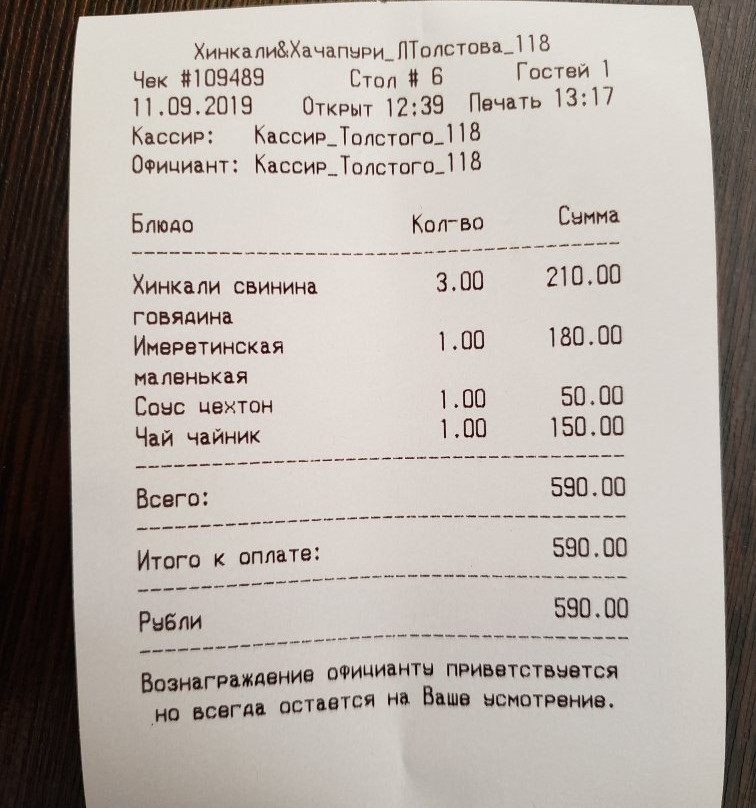 Хинкали&Хачапури_ЛТолстова_118
Чек #109489 Стол # 6 Гостей 1
11.09.2019 Открыт 12:39 Печать 13:17
Кассир: Кассир_Толстого_118
Официант: Кассир_Толстого_118
Блюдо Кол-во Сумма
Хинкали свинина 3.00 210.00
говядина
Имеретинская 1.00 180.00
маленькая
Соус цехтон 1.00 50.00
Чай чайник 1.00 150.00
Всего: 590.00
Итого к оплате: 590.00
Рубли 590.00
Вознаграждение официанту приветствуется
но всегда остается на Ваше усмотрение.